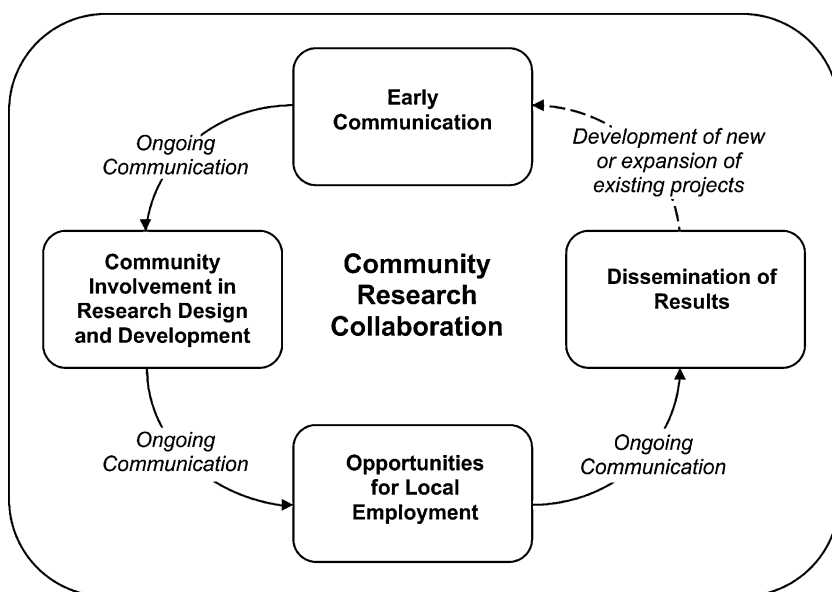 Early
Communication
Ongoing
Communication
Development of new
or expansion of
existing projects
Community
Involvement in
Research Design
and Development
Community
Research
Collaboration
Dissemination of
Results
Ongoing
Communication
Opportunities
for Local
Employment
Ongoing
Communication